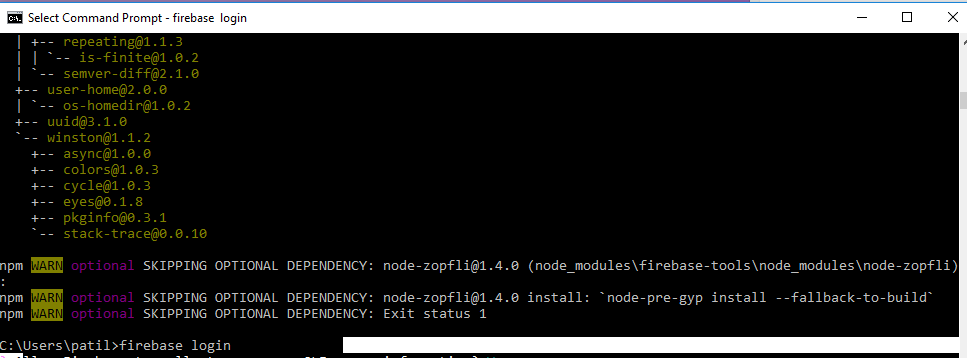 Select Command Prompt - firebase login
| +-- repeating@1.1.3
| | `-- is-finite@1.0.2
| `-- semver-diff@2.1.0
+-- user-home@2.0.0
| `-- os-homedir@1.0.2
+-- uuid@3.1.0
`-- winston@1.1.2
+-- async@1.0.0
+-- colors@1.0.3
+-- cycle@1.0.3
+-- eyes@0.1.8
+-- pkginfo@0.3.1
`-- stack-trace@0.0.10
npm WARN optional SKIPPING OPTIONAL DEPENDENCY: node-zopfli@1.4.0 (node_modules\firebase-tools\node_modules\node-zopfli)
:
npm WARN optional SKIPPING OPTIONAL DEPENDENCY: node-zopfli@1.4.0 install: `node-pre-gyp install --fallback-to-build`
npm WARN optional SKIPPING OPTIONAL DEPENDENCY: Exit status 1
C:\Users\patil>firebase login